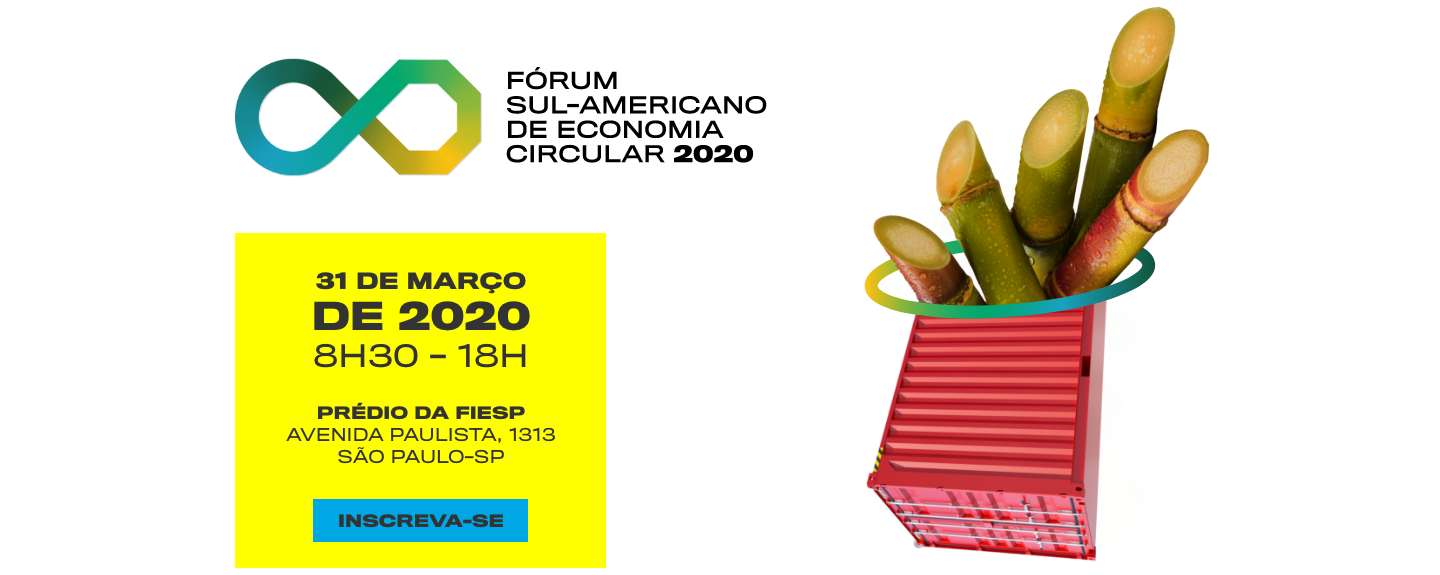 FÓRUM
SUL-AMERICANO
DE ECONOMIA
CIRCULAR 2020
31 DE MARÇO
DE 2020
8H30 - 18H
PRÉDIO DA FIESP
AVENIDA PAULISTA, 1313
SÃO PAULO-SP
INSCREVA-SE